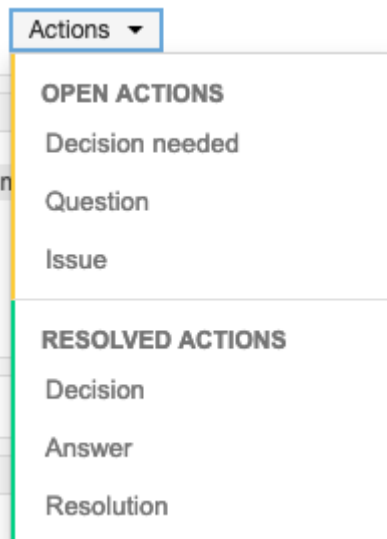 Actions
OPEN ACTIONS
Decision needed
Question
Issue
RESOLVED ACTIONS
Decision
Answer
Resolution